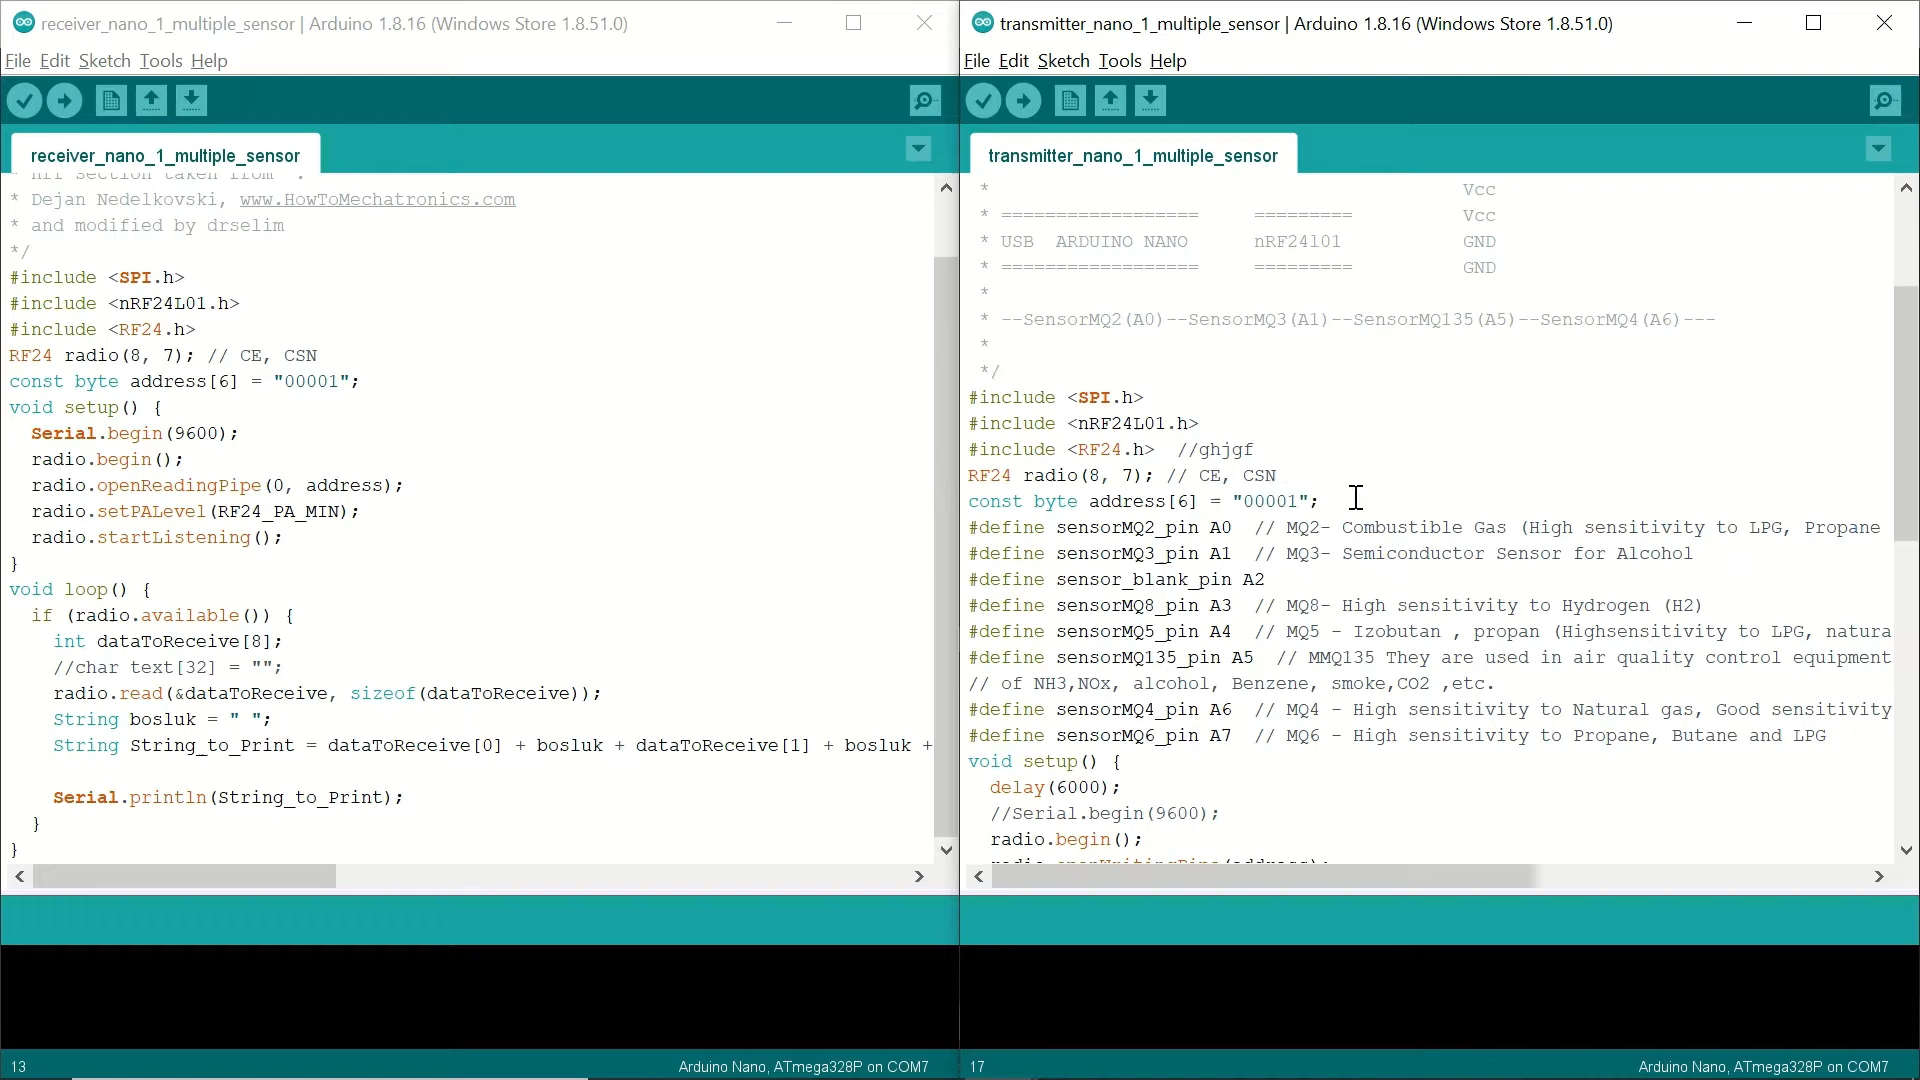 receiver_nano_1_multiple_sensor | Arduino 1.8.16 (Windows Store 1.8.51.0)
File Edit Sketch Tools Help
receiver_nano_1_multiple_sensor
* nrf section taken from .
* Dejan Nedelkovski, www.HowToMechatronics.com
* and modified by drselim
*/
#include <SPI.h>
#include <nRF24L01.h>
#include <RF24.h>
RF24 radio(8, 7); // CE, CSN
const byte address[6] = "00001";
void setup() {
  Serial.begin(9600);
  radio.begin();
  radio.openReadingPipe(0, address);
  radio.setPALevel(RF24_PA_MIN);
  radio.startListening();
}
void loop() {
  if (radio.available()) {
    int dataToReceive[8];
    //char text[32] = "";
    radio.read(&dataToReceive, sizeof(dataToReceive));
    String bosluk = " ";
    String String_to_Print = dataToReceive[0] + bosluk + dataToReceive[1] + bosluk +
    Serial.println(String_to_Print);
  }
}
13
Arduino Nano, ATmega328P on COM7
transmitter_nano_1_multiple_sensor | Arduino 1.8.16 (Windows Store 1.8.51.0)
File Edit Sketch Tools Help
transmitter_nano_1_multiple_sensor
* Vcc
* ================== ========= Vcc
* USB ARDUINO NANO nRF24l01 GND
* ================== ========= GND
*
* --SensorMQ2(A0)--SensorMQ3(A1)--SensorMQ135(A5)--SensorMQ4(A6)---
*
*/
#include <SPI.h>
#include <nRF24L01.h>
#include <RF24.h> //ghjgf
RF24 radio(8, 7); // CE, CSN
const byte address[6] = "00001";
#define sensorMQ2_pin A0 // MQ2- Combustible Gas (High sensitivity to LPG, Propane
#define sensorMQ3_pin A1 // MQ3- Semiconductor Sensor for Alcohol
#define sensor_blank_pin A2
#define sensorMQ8_pin A3 // MQ8- High sensitivity to Hydrogen (H2)
#define sensorMQ5_pin A4 // MQ5 - Izobutan , propan (Highsensitivity to LPG, natura
#define sensorMQ135_pin A5 // MMQ135 They are used in air quality control equipment
// of NH3,NOx, alcohol, Benzene, smoke,CO2 ,etc.
#define sensorMQ4_pin A6 // MQ4 - High sensitivity to Natural gas, Good sensitivity
#define sensorMQ6_pin A7 // MQ6 - High sensitivity to Propane, Butane and LPG
void setup() {
  delay(6000);
  //Serial.begin(9600);
  radio.begin();
  radio.openWritingPipe(address);
17
Arduino Nano, ATmega328P on COM7